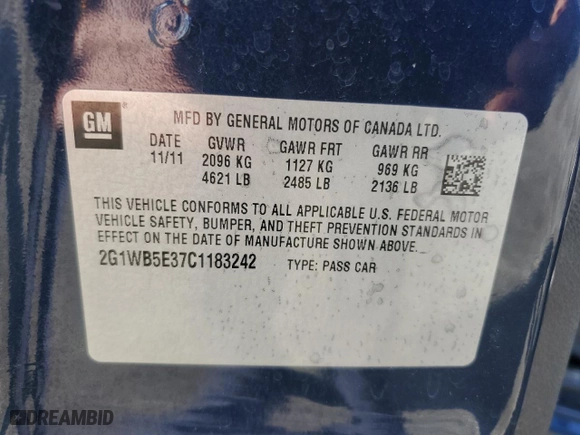 GM
MFD BY GENERAL MOTORS OF CANADA LTD.
DATE GVWR GAWR FRT GAWR RR
11/11 2096 KG 1127 KG 969 KG
4621 LB 2485 LB 2136 LB
THIS VEHICLE CONFORMS TO ALL APPLICABLE U.S. FEDERAL MOTOR
VEHICLE SAFETY, BUMPER, AND THEFT PREVENTION STANDARDS
IN EFFECT ON THE DATE OF MANUFACTURE SHOWN ABOVE.
2G1WB5E37C1183242 TYPE: PASS CAR
DREAMBID